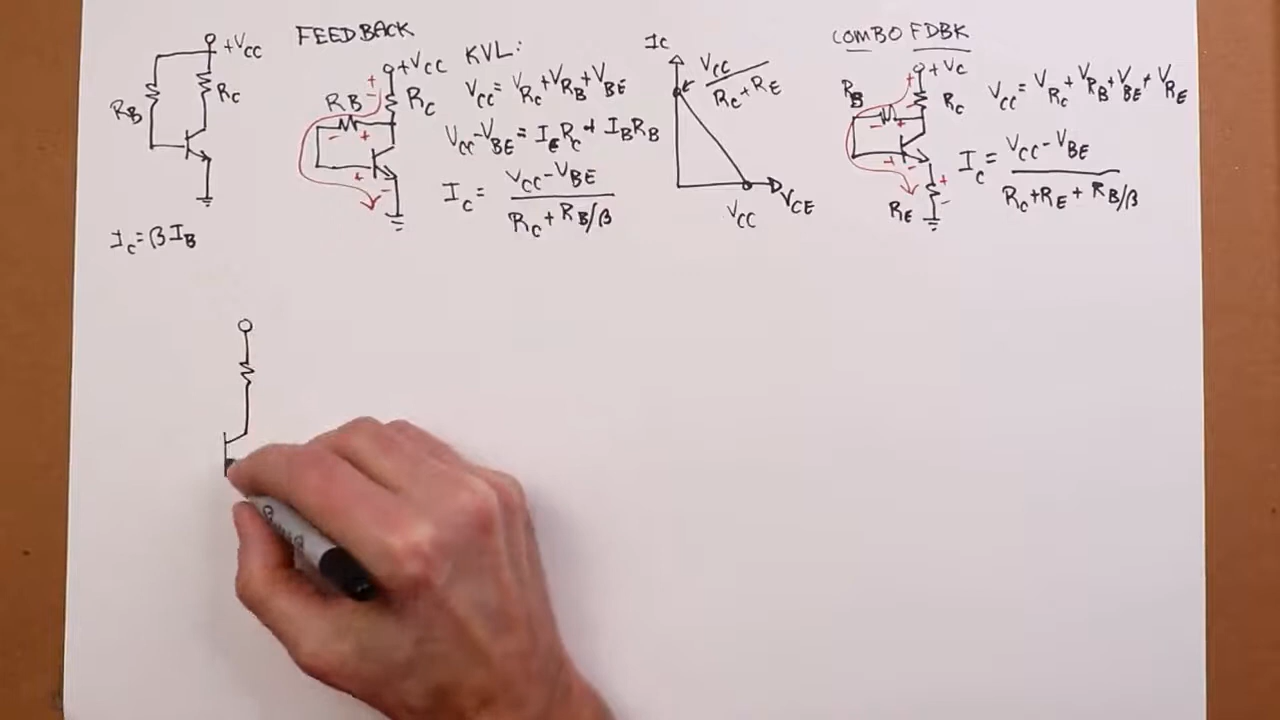 +VCC
RB
RC
IC = βIB
FEEDBACK
+VCC
RB
RC
KVL:
VCC = VRC + VRB + VBE
VCC - VBE = ICRC + IBRB
IC = VCC - VBE
RC + RB/β
IC
VCC
RC + RE
VCC
VCE
COMBO FDBK
+VC
RB
RC
RE
VCC = VRC + VRB + VBE + VRE
IC = VCC - VBE
RC + RE + RB/β